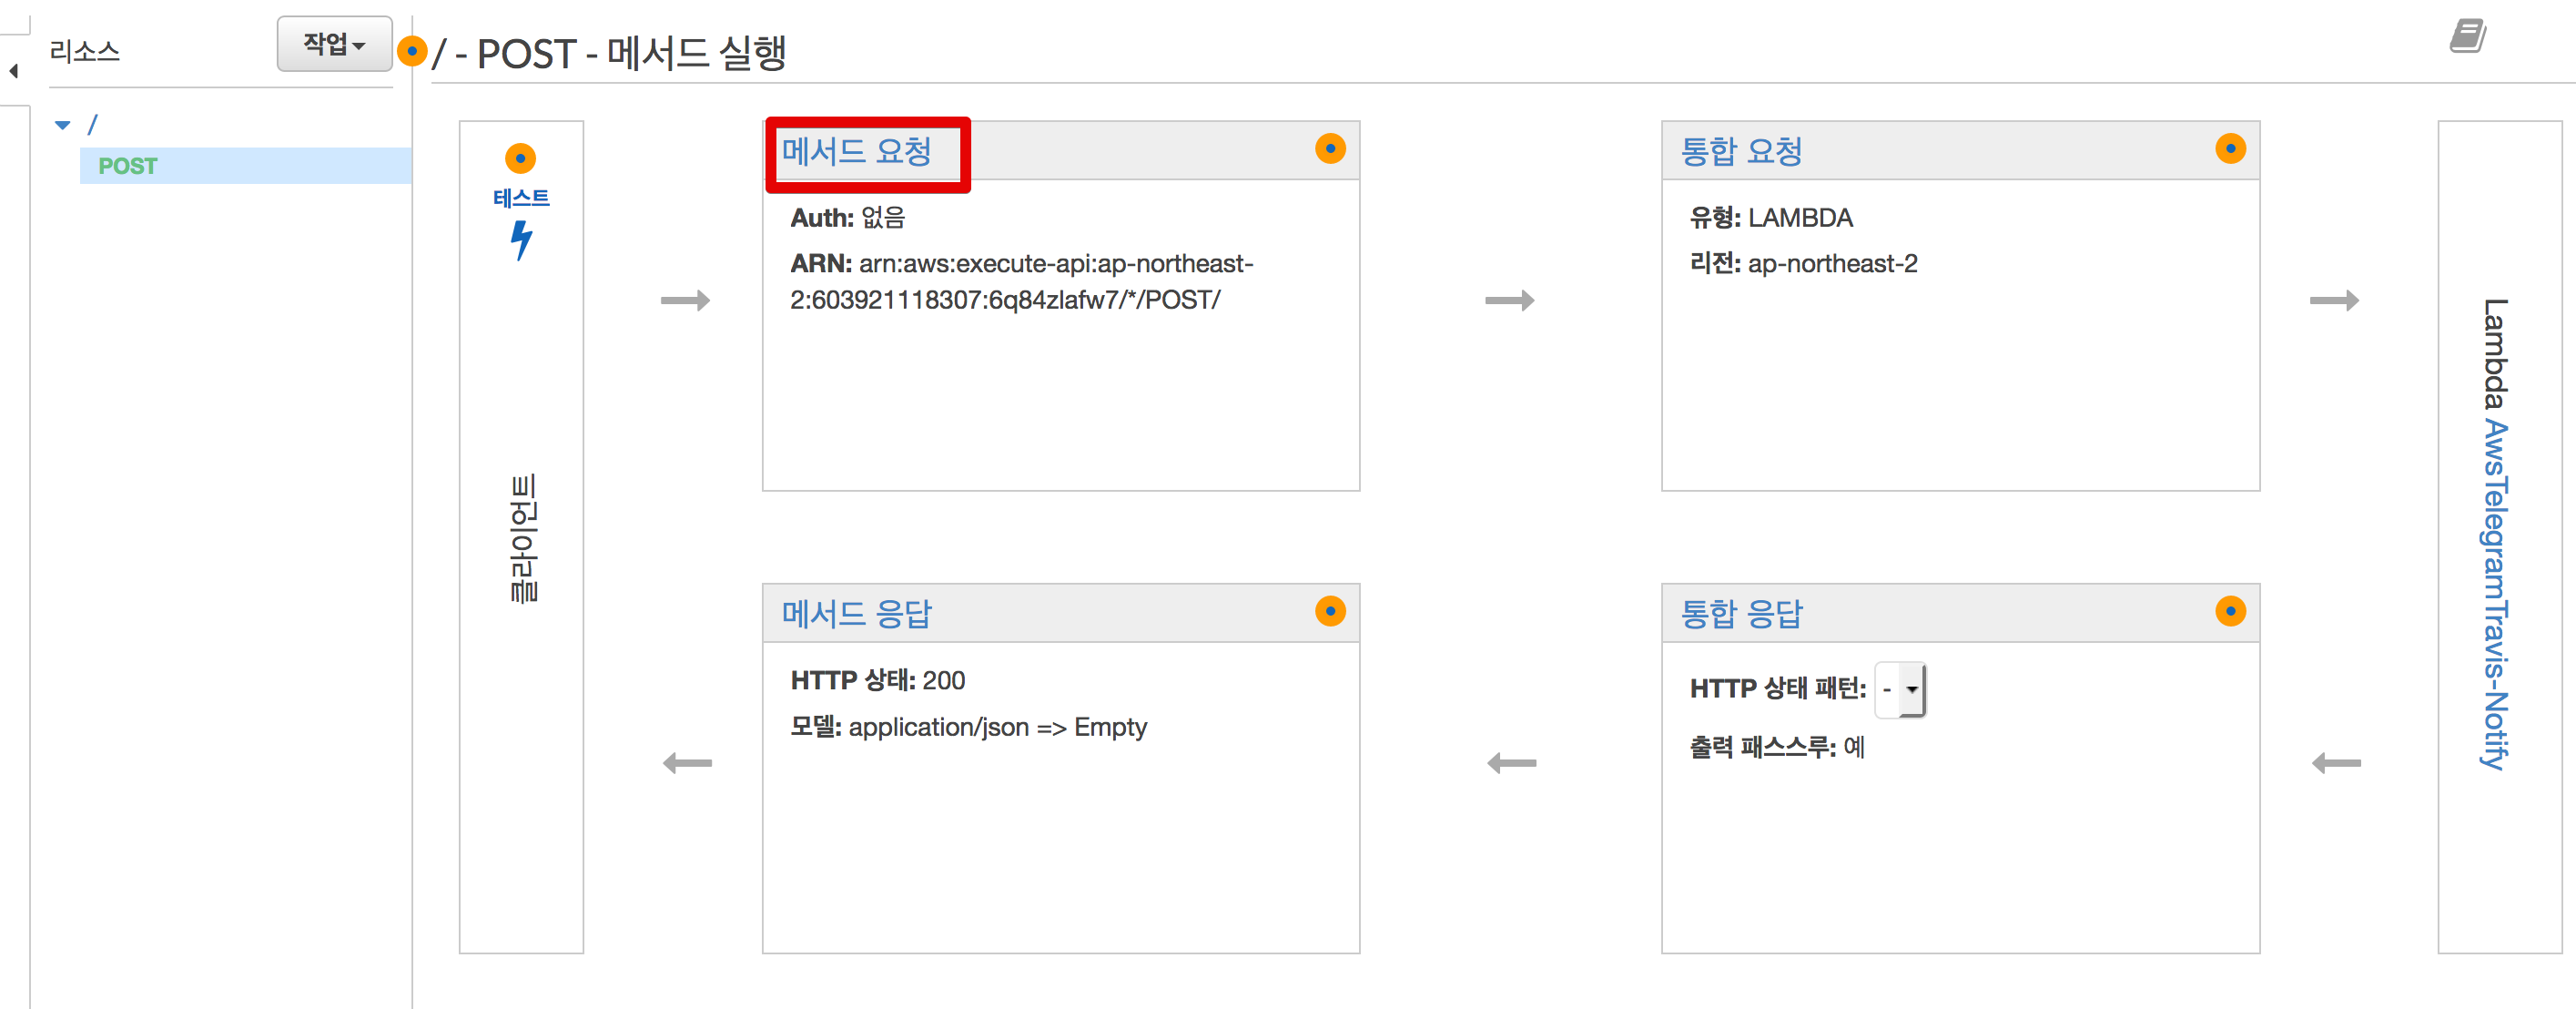 리소스
작업
/
POST
/ - POST - 메서드 실행
테스트
클라이언트
메서드 요청
Auth: 없음
ARN: arn:aws:execute-api:ap-northeast-
2:603921118307:6q84zlafw7/*/POST/
통합 요청
유형: LAMBDA
리전: ap-northeast-2
Lambda AwsTelegramTravis-Notify
메서드 응답
HTTP 상태: 200
모델: application/json => Empty
통합 응답
HTTP 상태 패턴: -
출력 패스스루: 예